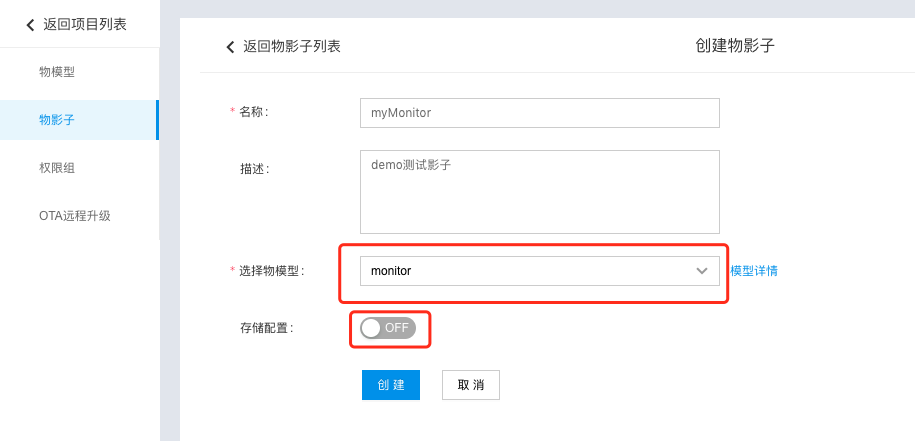 返回项目列表
物模型
物影子
权限组
OTA远程升级
返回物影子列表
创建物影子
* 名称：
myMonitor
描述：
demo测试影子
* 选择物模型：
monitor
模型详情
存储配置：
OFF
创 建
取 消